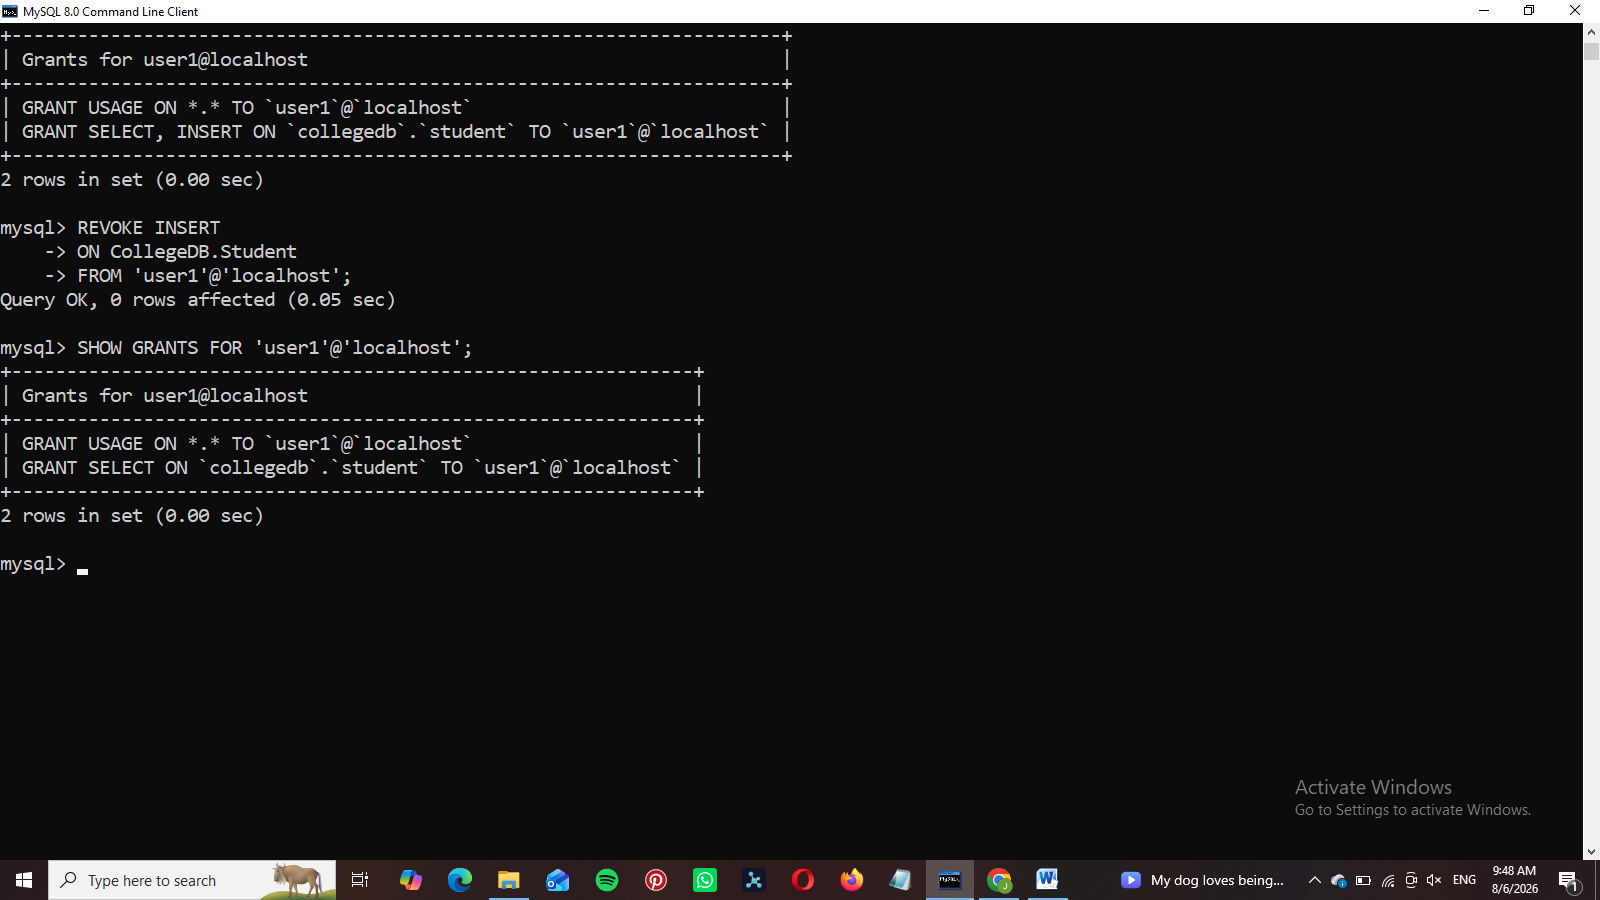 MySQL 8.0 Command Line Client
+----------------------------------------------------------------------+
| Grants for user1@localhost                                           |
+----------------------------------------------------------------------+
| GRANT USAGE ON *.* TO `user1`@`localhost`                            |
| GRANT SELECT, INSERT ON `collegedb`.`student` TO `user1`@`localhost` |
+----------------------------------------------------------------------+
2 rows in set (0.00 sec)
mysql> REVOKE INSERT
    -> ON CollegeDB.Student
    -> FROM 'user1'@'localhost';
Query OK, 0 rows affected (0.05 sec)
mysql> SHOW GRANTS FOR 'user1'@'localhost';
+--------------------------------------------------------------+
| Grants for user1@localhost                                   |
+--------------------------------------------------------------+
| GRANT USAGE ON *.* TO `user1`@`localhost`                    |
| GRANT SELECT ON `collegedb`.`student` TO `user1`@`localhost` |
+--------------------------------------------------------------+
2 rows in set (0.00 sec)
mysql>
Activate Windows
Go to Settings to activate Windows.
Type here to search
My dog loves being...
ENG
9:48 AM
8/6/2026
1